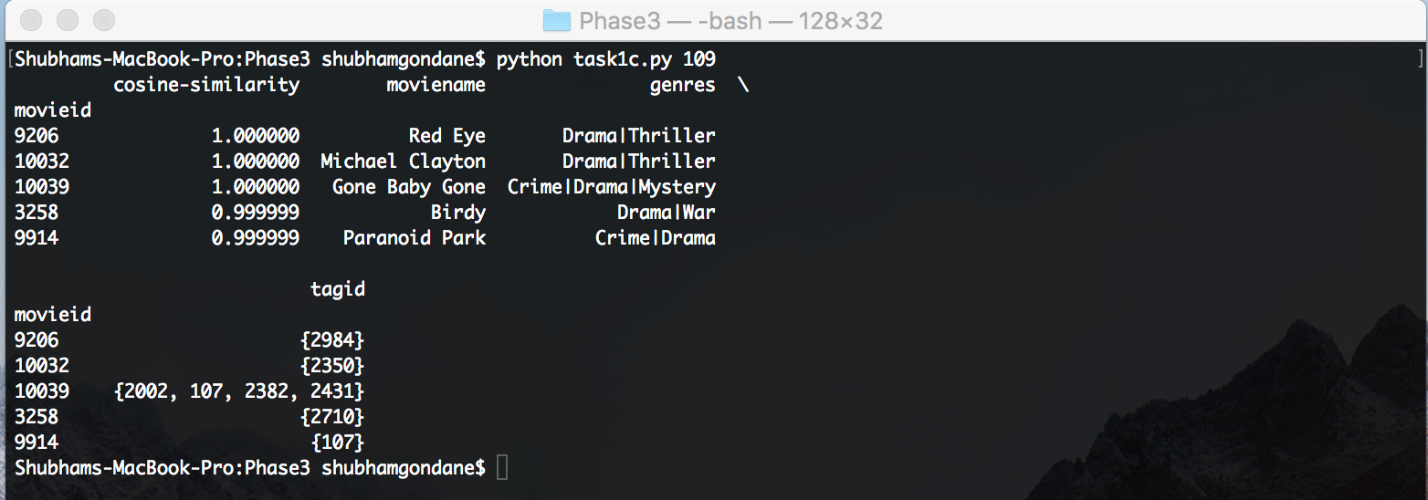 Phase3 — -bash — 128×32
[Shubhams-MacBook-Pro:Phase3 shubhamgondane$ python task1c.py 109 ]
cosine-similarity moviename genres \
movieid
9206 1.000000 Red Eye Drama|Thriller
10032 1.000000 Michael Clayton Drama|Thriller
10039 1.000000 Gone Baby Gone Crime|Drama|Mystery
3258 0.999999 Birdy Drama|War
9914 0.999999 Paranoid Park Crime|Drama
tagid
movieid
9206 {2984}
10032 {2350}
10039 {2002, 107, 2382, 2431}
3258 {2710}
9914 {107}
Shubhams-MacBook-Pro:Phase3 shubhamgondane$